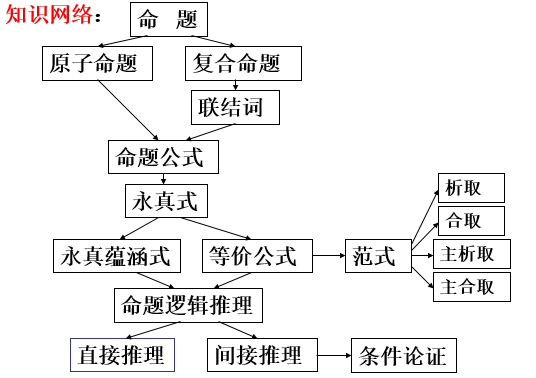 知识网络：
命 题
原子命题
复合命题
联结词
命题公式
永真式
永真蕴涵式
等价公式
范式
析取
合取
主析取
主合取
命题逻辑推理
直接推理
间接推理
条件论证